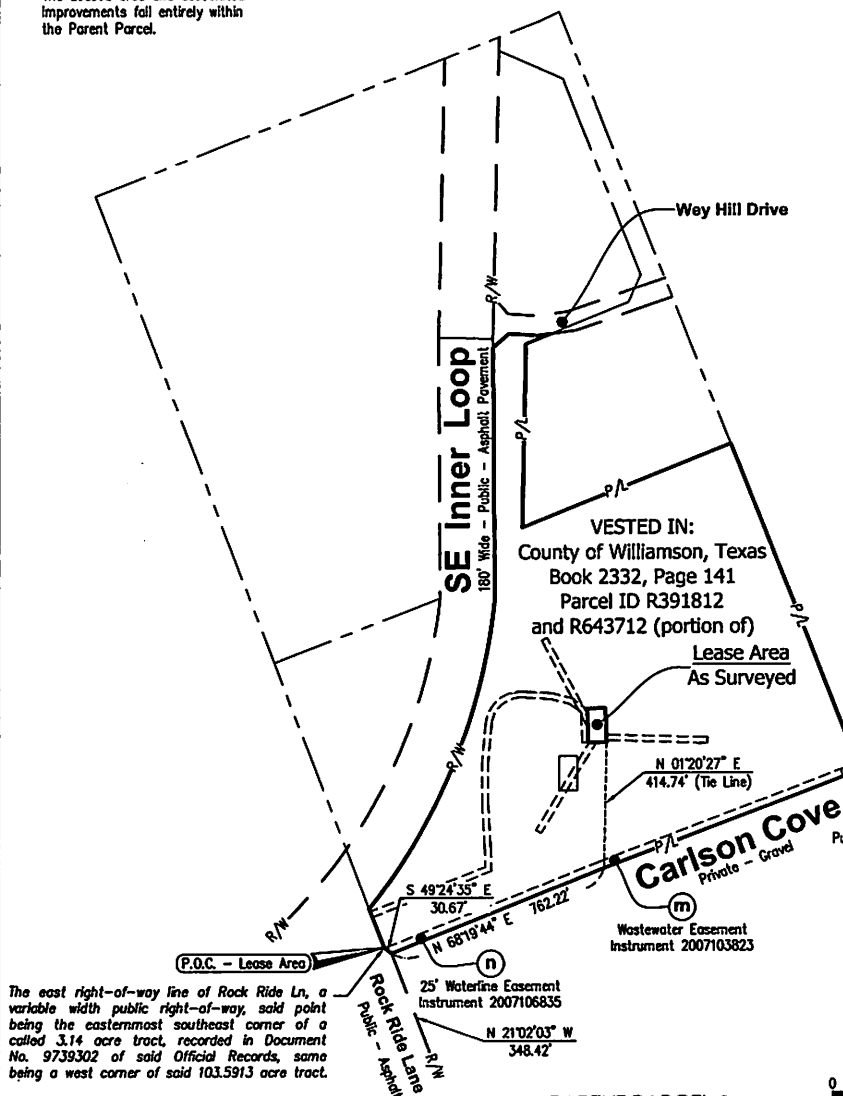 improvements fall entirely within
the Parent Parcel.
Wey Hill Drive
R/W
SE Inner Loop
180' Wide - Public - Asphalt Pavement
P/L
P/L
VESTED IN:
County of Williamson, Texas
Book 2332, Page 141
Parcel ID R391812
and R643712 (portion of)
P/L
Lease Area
As Surveyed
R/W
N 01°20'27" E
414.74' (Tie Line)
P/L
Carlson Cove
Private - Gravel
S 49°24'35" E
30.67'
N 68°19'44" E 762.22'
m
Wastewater Easement
Instrument 2007103823
R/W
P.O.C. - Lease Area
n
25' Waterline Easement
Instrument 2007106835
The east right-of-way line of Rock Ride Ln, a
variable width public right-of-way, said point
being the easternmost southeast corner of a
called 3.14 acre tract, recorded in Document
No. 9739302 of said Official Records, same
being a west corner of said 103.5913 acre tract.
Rock Ride Lane
Public - Asphalt
R/W
N 21°02'03" W
348.42'
0